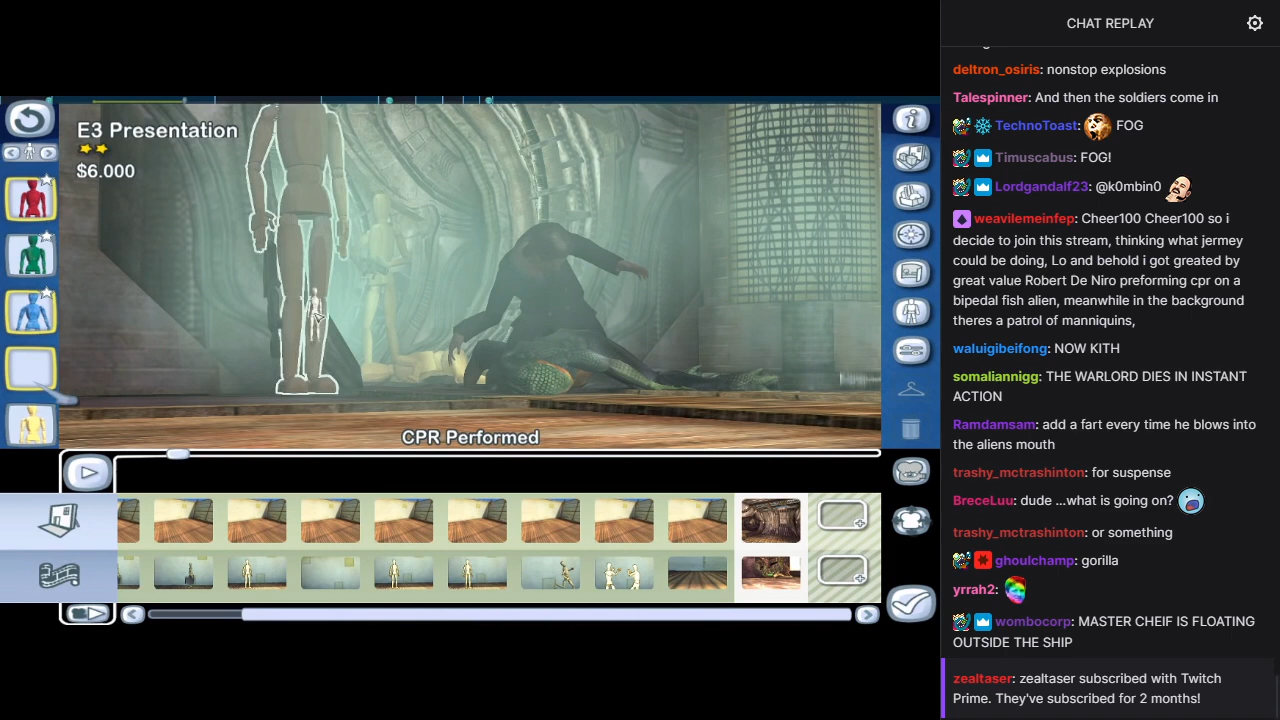 E3 Presentation
$6.000
CPR Performed
CHAT REPLAY
deltron_osiris: nonstop explosions
Talespinner: And then the soldiers come in
TechnoToast: FOG
Timuscabus: FOG!
Lordgandalf23: @k0mbin0
weavilemeinfep: Cheer100 Cheer100 so i
decide to join this stream, thinking what jermey
could be doing, Lo and behold i got greated by
great value Robert De Niro preforming cpr on a
bipedal fish alien, meanwhile in the background
theres a patrol of manniquins,
waluigibeifong: NOW KITH
somaliannigg: THE WARLORD DIES IN INSTANT
ACTION
Ramdamsam: add a fart every time he blows into
the aliens mouth
trashy_mctrashinton: for suspense
BreceLuu: dude ...what is going on?
trashy_mctrashinton: or something
ghoulchamp: gorilla
yrrah2:
wombocorp: MASTER CHEIF IS FLOATING
OUTSIDE THE SHIP
zealtaser: zealtaser subscribed with Twitch
Prime. They've subscribed for 2 months!